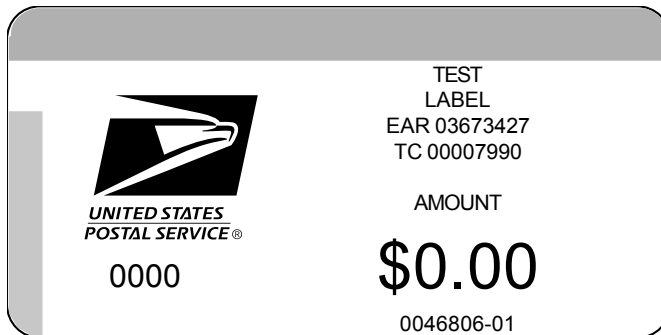 UNITED STATES
POSTAL SERVICE®
0000
TEST
LABEL
EAR 03673427
TC 00007990
AMOUNT
$0.00
0046806-01